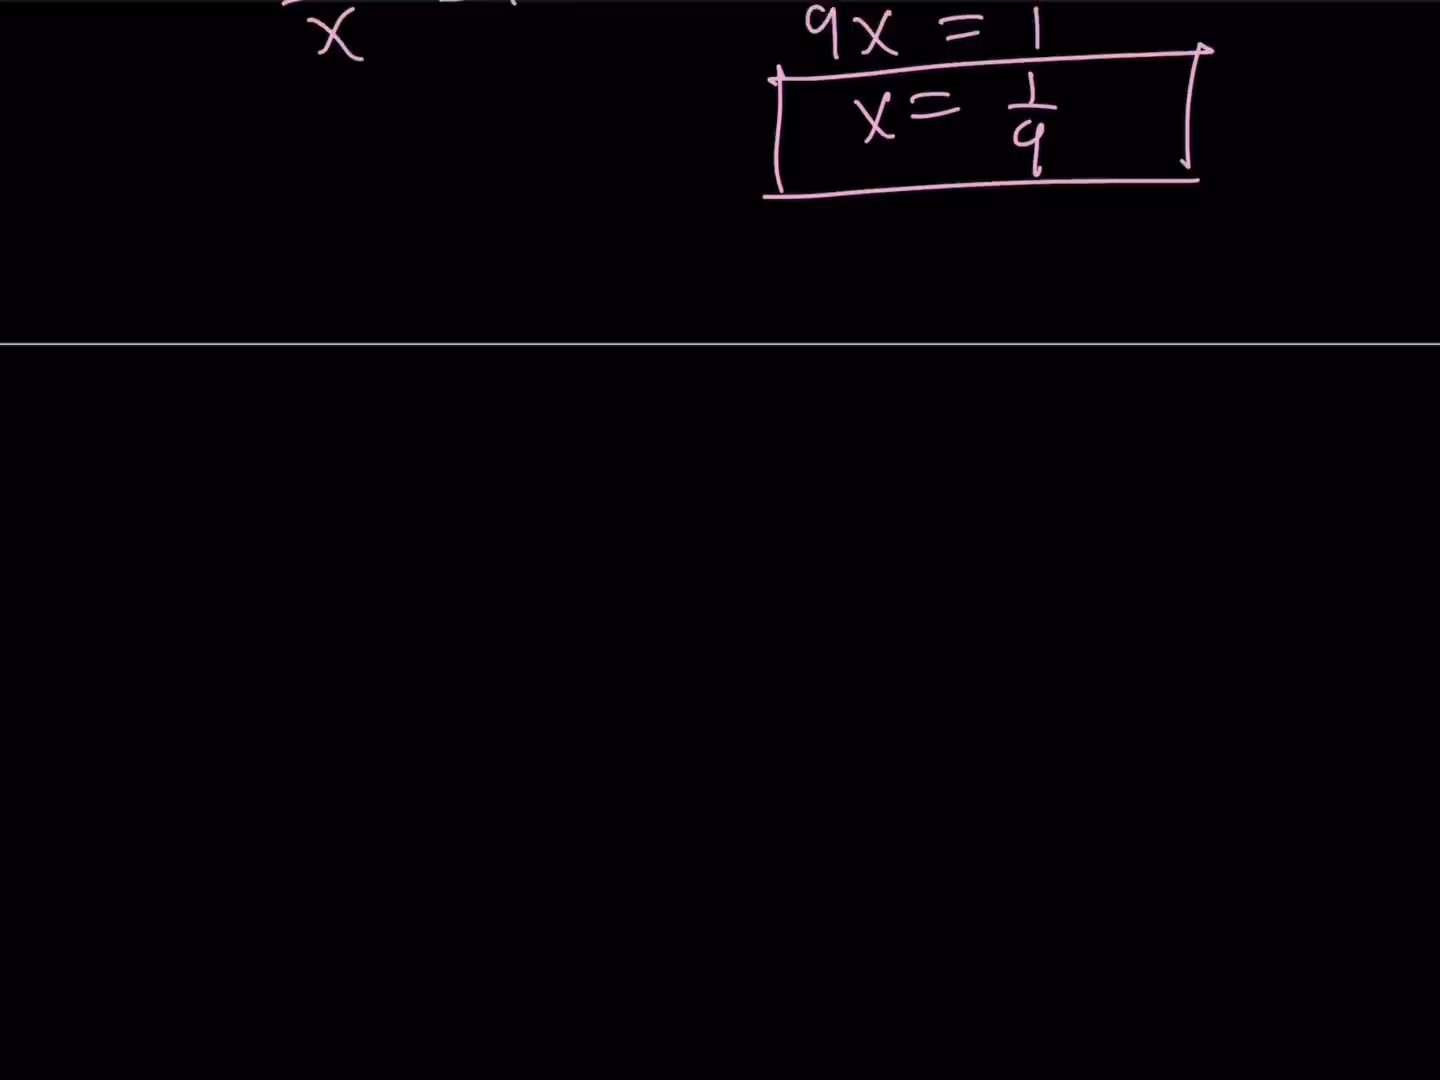 x
9x = 1
x = 1/9